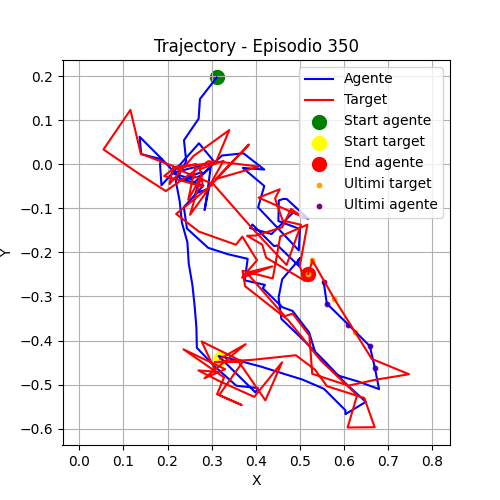 Trajectory - Episodio 350
Agente
Target
Start agente
Start target
End agente
Ultimi target
Ultimi agente
Y
0.2
0.1
0.0
−0.1
−0.2
−0.3
−0.4
−0.5
−0.6
0.0 0.1 0.2 0.3 0.4 0.5 0.6 0.7 0.8
X